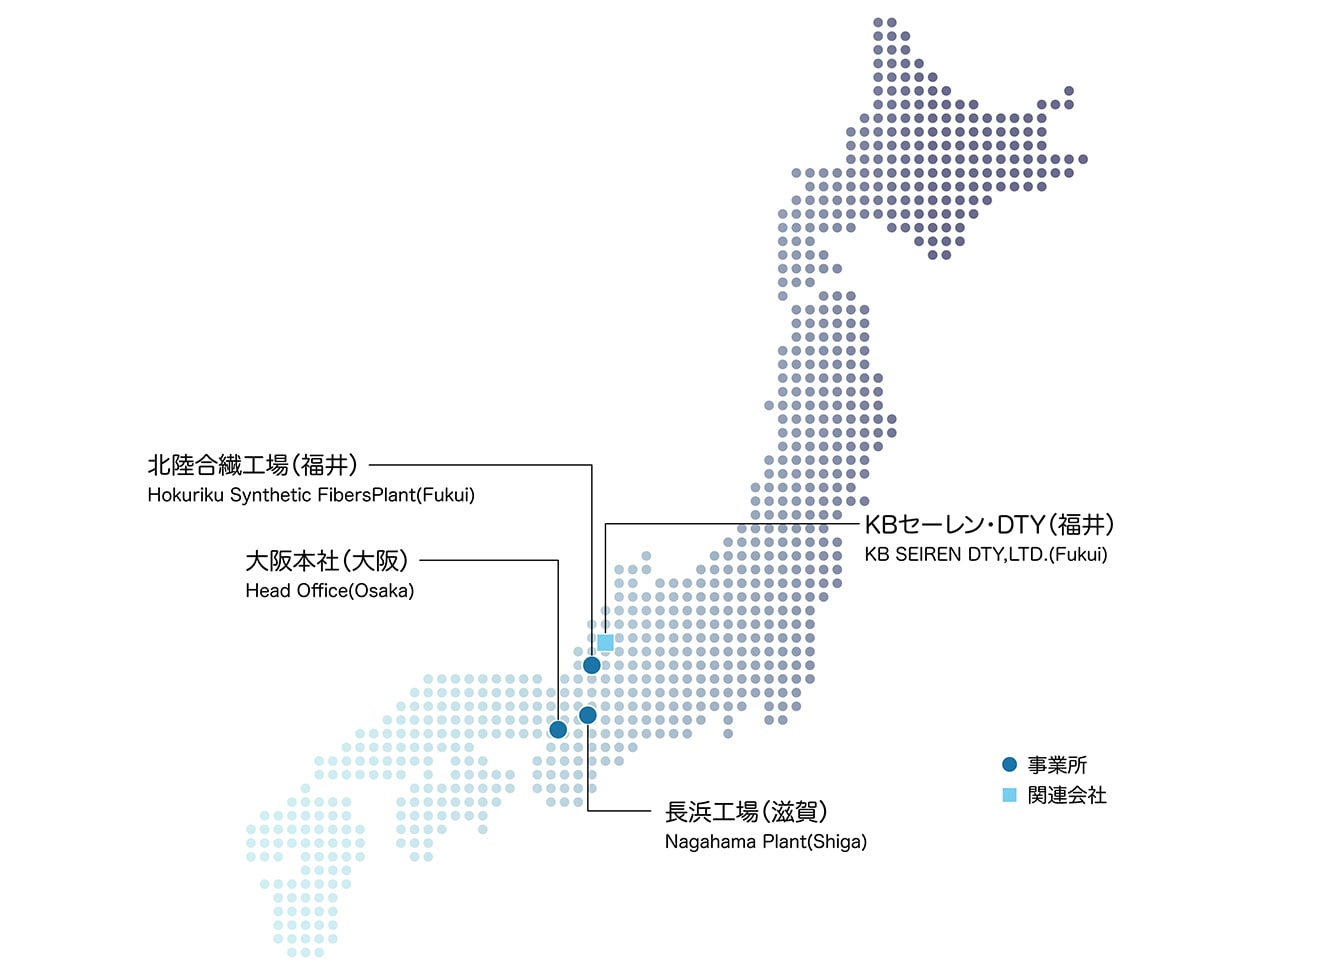 北陸合繊工場（福井）
Hokuriku Synthetic FibersPlant(Fukui)
KBセーレン・DTY（福井）
KB SEIREN DTY,LTD.(Fukui)
大阪本社（大阪）
Head Office(Osaka)
事業所
関連会社
長浜工場（滋賀）
Nagahama Plant(Shiga)